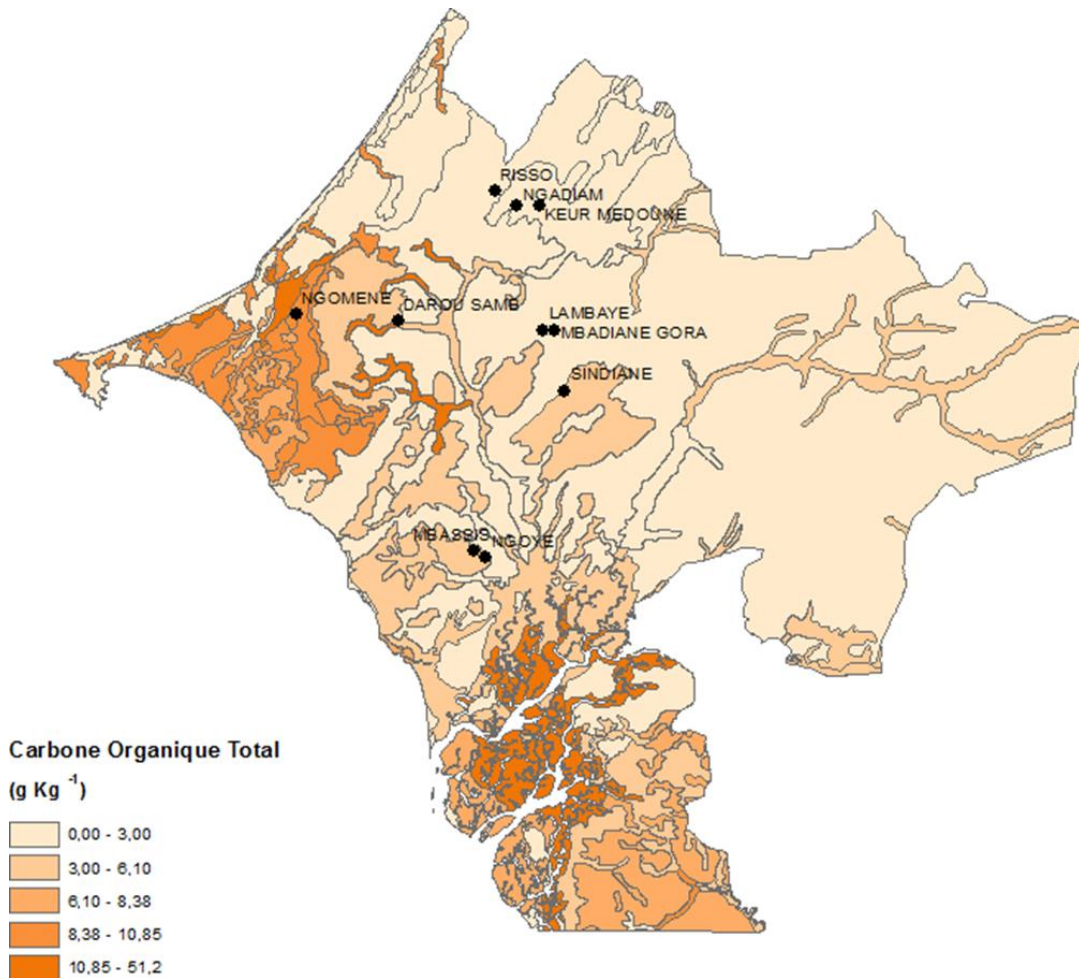 RISSO
NGADIAM
KEUR MEDOUNE
NGOMENE
DAROU SAMB
LAMBAYE
MBADIANE GORA
SINDIANE
MBASSIS
NGOYE
Carbone Organique Total
(g Kg -1)
0,00 - 3,00
3,00 - 6,10
6,10 - 8,38
8,38 - 10,85
10,85 - 51,2